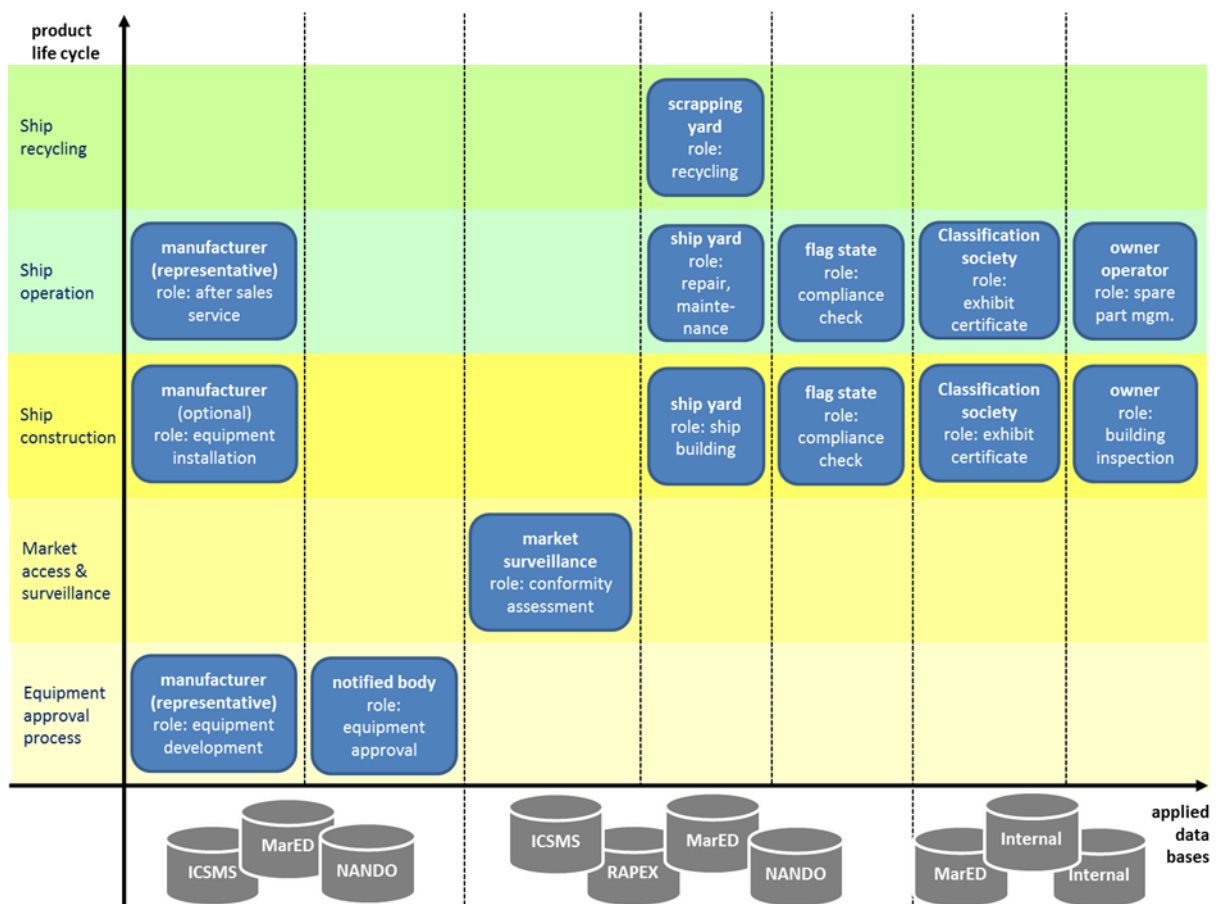 product
life cycle
Ship
recycling
scrapping
yard
role:
recycling
Ship
operation
manufacturer
(representative)
role: after sales
service
ship yard
role:
repair,
mainte-
nance
flag state
role:
compliance
check
Classification
society
role:
exhibit
certificate
owner
operator
role: spare
part mgm.
Ship
construction
manufacturer
(optional)
role: equipment
installation
ship yard
role: ship
building
flag state
role:
compliance
check
Classification
society
role: exhibit
certificate
owner
role:
building
inspection
Market
access &
surveillance
market
surveillance
role: conformity
assessment
Equipment
approval
process
manufacturer
(representative)
role: equipment
development
notified body
role:
equipment
approval
ICSMS
MarED
NANDO
ICSMS
RAPEX
MarED
NANDO
MarED
Internal
Internal
applied
data
bases